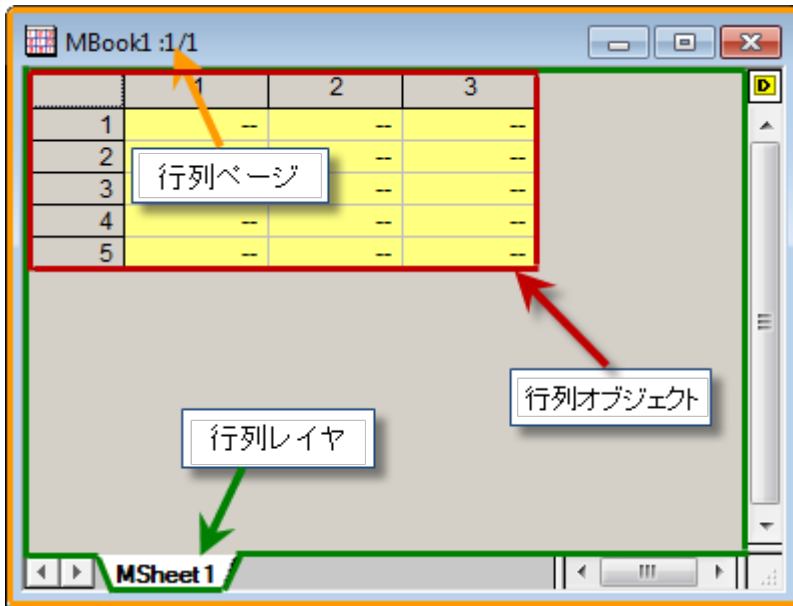 MBook1 :1/1
1 2 3
1 -- -- --
2 -- --
行列ページ
3 -- --
4 -- -- --
5 -- -- --
行列オブジェクト
行列レイヤ
MSheet1
D